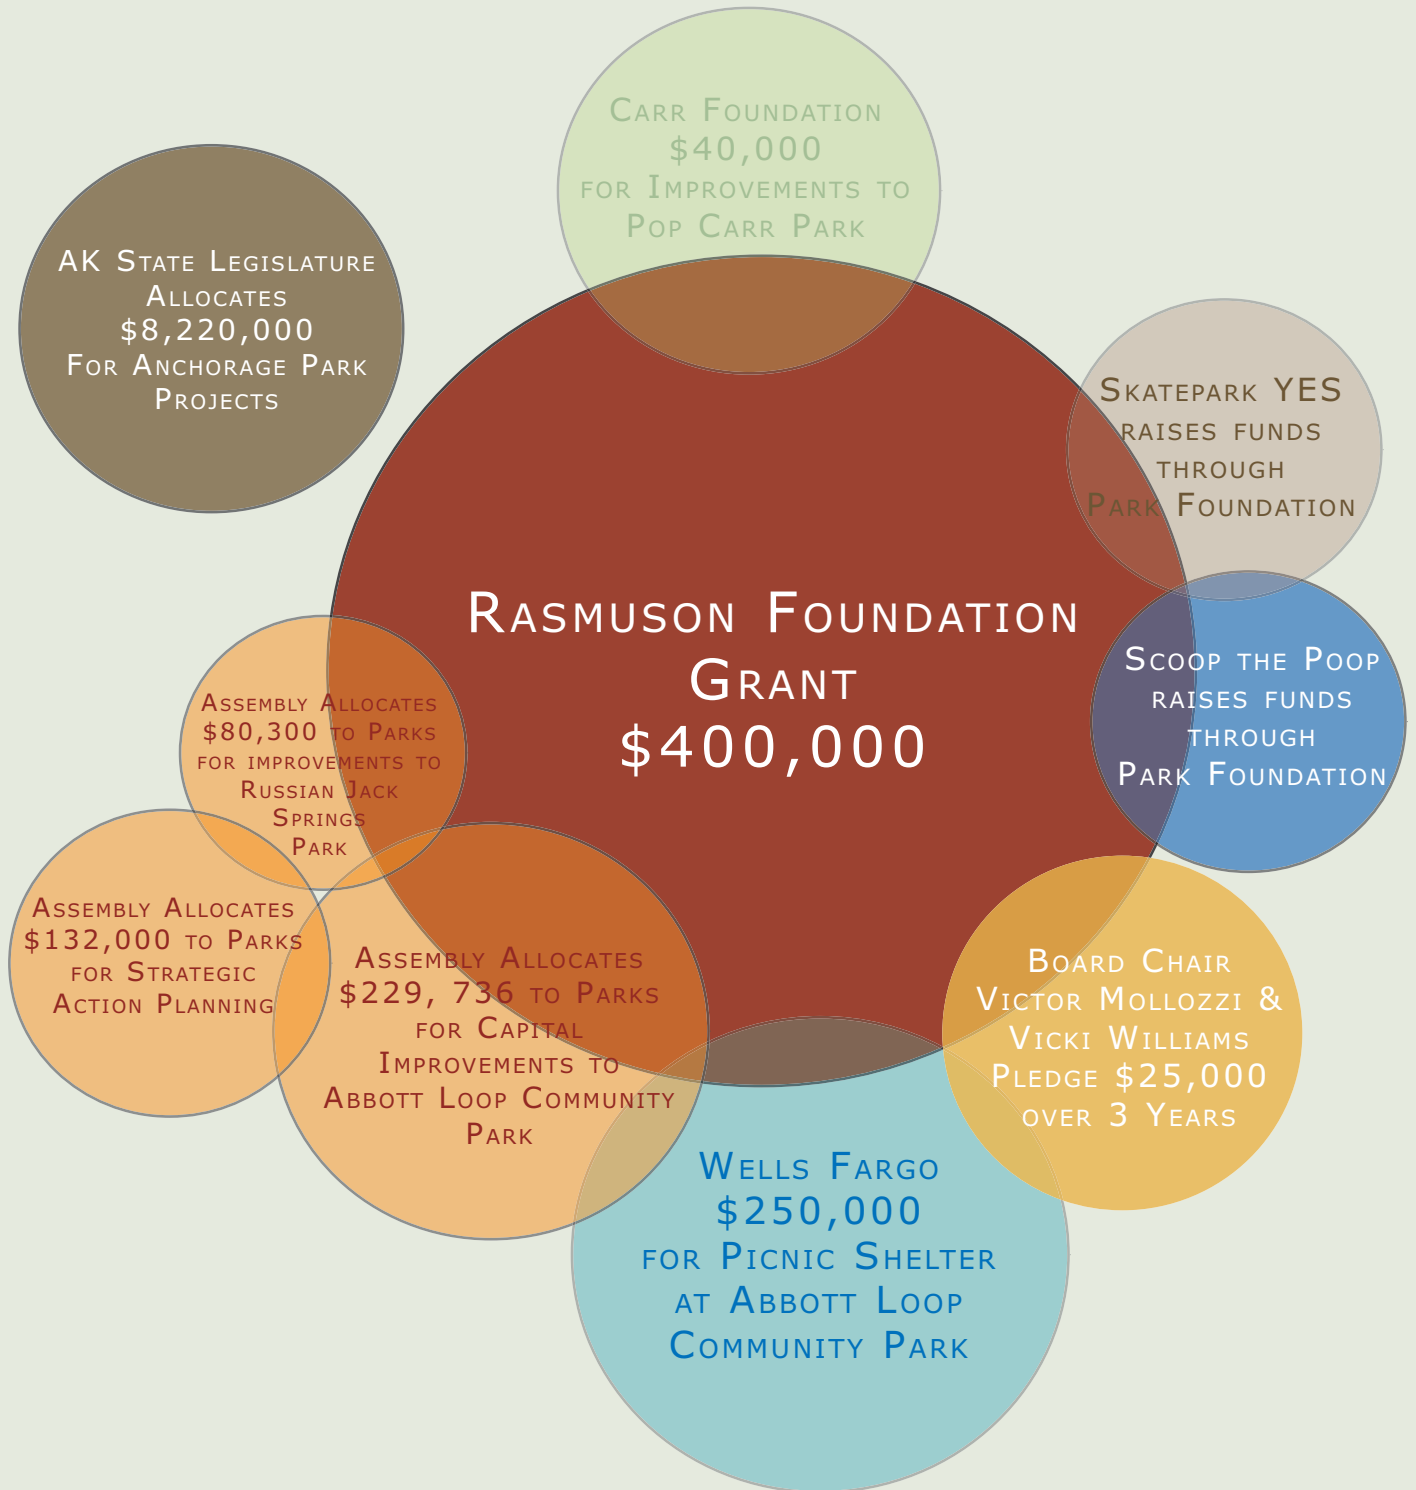 Carr Foundation
$40,000
for Improvements to
Pop Carr Park
AK State Legislature
Allocates
$8,220,000
For Anchorage Park
Projects
Skatepark YES
raises funds
through
Park Foundation
Rasmuson Foundation
Grant
$400,000
Scoop the Poop
raises funds
through
Park Foundation
Assembly Allocates
$80,300 to Parks
for improvements to
Russian Jack
Springs
Park
Assembly Allocates
$132,000 to Parks
for Strategic
Action Planning
Assembly Allocates
$229, 736 to Parks
for Capital
Improvements to
Abbott Loop Community
Park
Board Chair
Victor Mollozzi &
Vicki Williams
Pledge $25,000
over 3 Years
Wells Fargo
$250,000
for Picnic Shelter
at Abbott Loop
Community Park